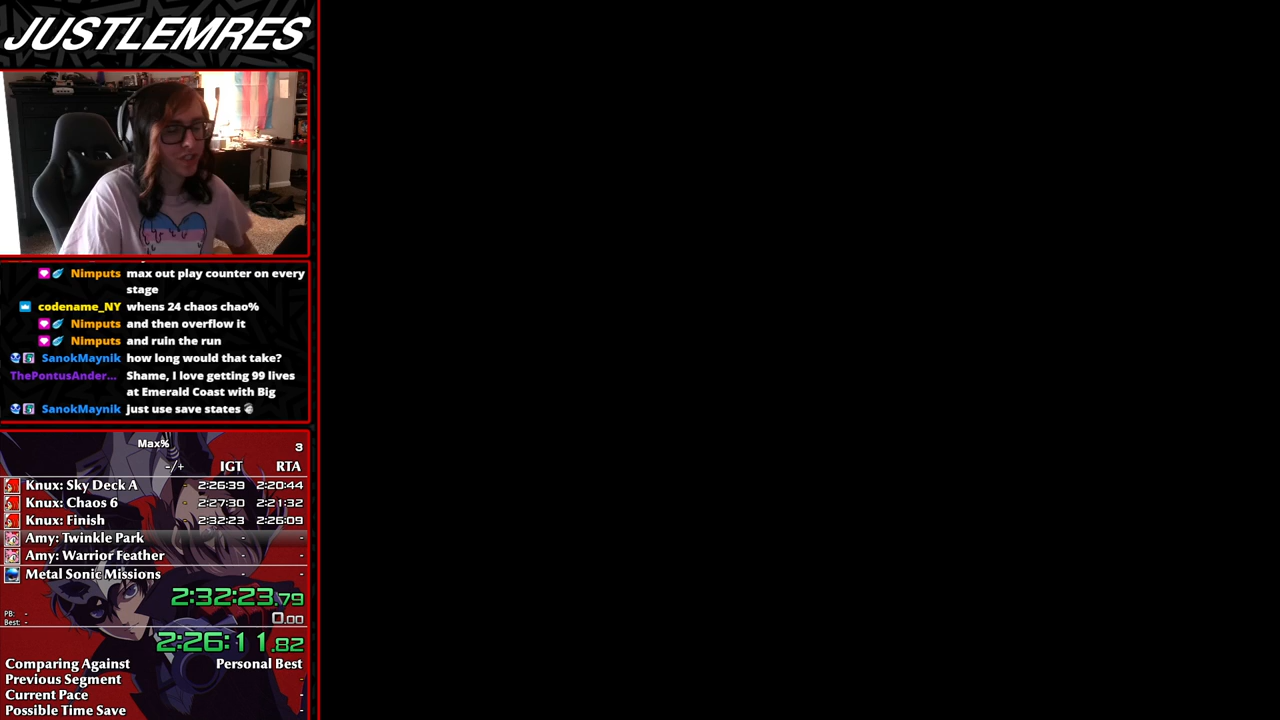 JUSTLEMRES
Nimputs max out play counter on every
stage
codename_NY whens 24 chaos chao%
Nimputs and then overflow it
Nimputs and ruin the run
SanokMaynik how long would that take?
ThePontusAnder... Shame, I love getting 99 lives
at Emerald Coast with Big
SanokMaynik just use save states
Max% 3
-/+ IGT RTA
Knux: Sky Deck A - 2:26:39 2:20:44
Knux: Chaos 6 - 2:27:30 2:21:32
Knux: Finish 2:32:23 2:26:09
Amy: Twinkle Park - -
Amy: Warrior Feather - -
Metal Sonic Missions - -
2:32:23.79
PB: -
0.00
Best: -
2:26:11.82
Comparing Against Personal Best
Previous Segment -
Current Pace -
Possible Time Save -